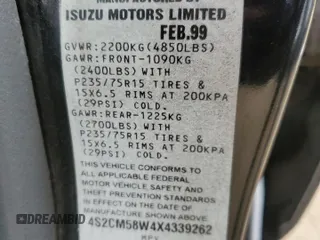 MANUFACTURED BY
ISUZU MOTORS LIMITED
FEB.99
GVWR:2200KG(4850LBS)
GAWR:FRONT-1090KG
(2400LBS) WITH
P235/75R15 TIRES &
15X6.5 RIMS AT 200KPA
(29PSI) COLD.
GAWR:REAR-1225KG
(2700LBS) WITH
P235/75R15 TIRES &
15X6.5 RIMS AT 200KPA
(29PSI) COLD.
THIS VEHICLE CONFORMS TO
ALL APPLICABLE FEDERAL
MOTOR VEHICLE SAFETY AND
THEFT PREVENTION STANDARDS
IN EFFECT ON THE DATE OF
MANUFACTURE SHOWN ABOVE.
4S2CM58W4X4339262
MPV
DREAMBID